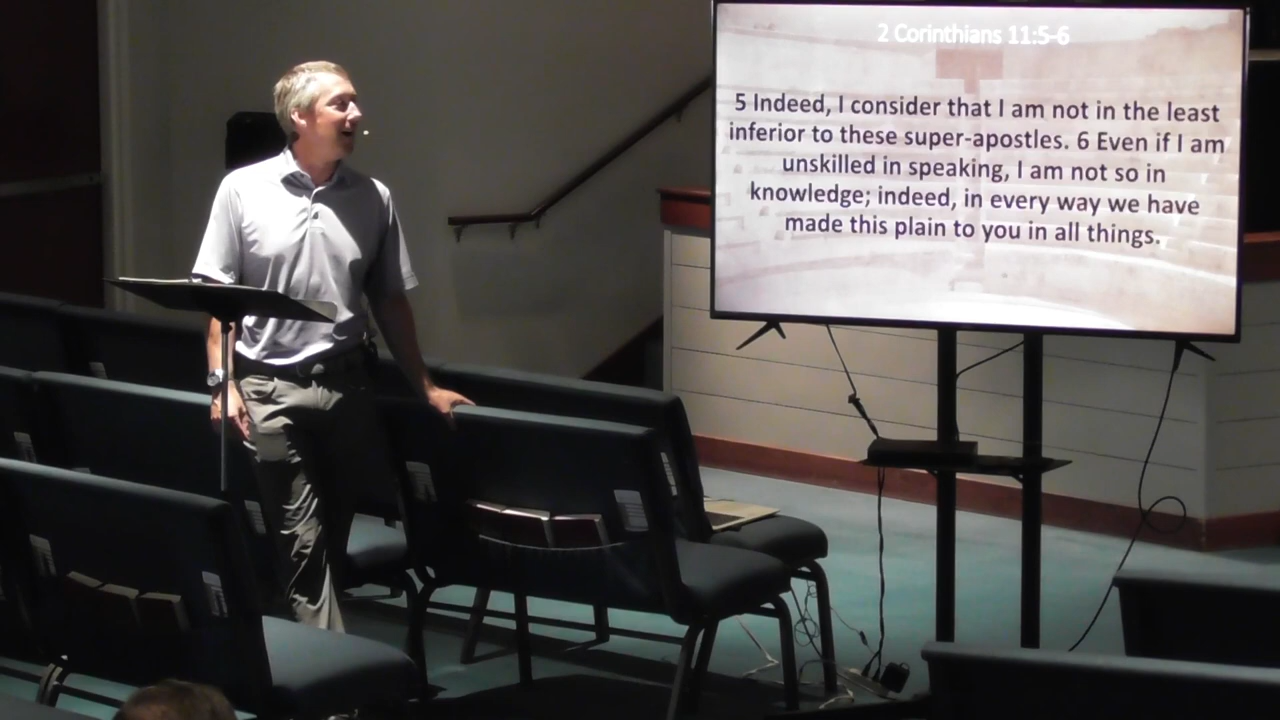 2 Corinthians 11:5-6
5 Indeed, I consider that I am not in the least
inferior to these super-apostles. 6 Even if I am
unskilled in speaking, I am not so in
knowledge; indeed, in every way we have
made this plain to you in all things.